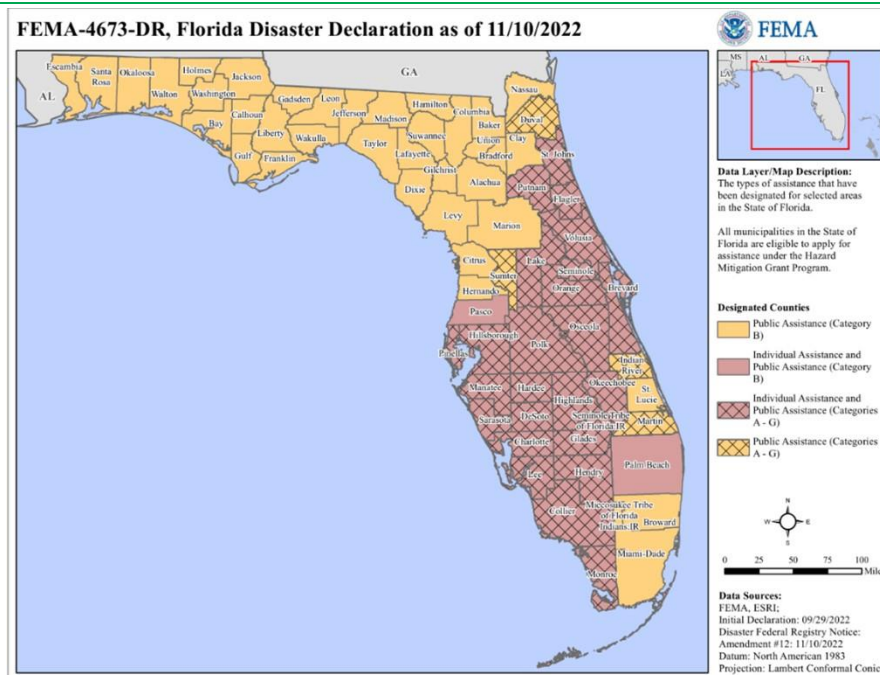 FEMA-4673-DR, Florida Disaster Declaration as of 11/10/2022
FEMA
GA
AL
Escambia
Santa
Rosa
Okaloosa
Walton
Holmes
Washington
Jackson
Bay
Calhoun
Gulf
Liberty
Franklin
Gadsden
Leon
Wakulla
Jefferson
Madison
Taylor
Hamilton
Suwannee
Lafayette
Dixie
Columbia
Gilchrist
Baker
Union
Bradford
Alachua
Levy
Nassau
Duval
Clay
St. Johns
Putnam
Flagler
Marion
Volusia
Citrus
Sumter
Lake
Seminole
Hernando
Orange
Brevard
Pasco
Hillsborough
Polk
Osceola
Pinellas
Indian
River
Manatee
Hardee
Okeechobee
St
Lucie
Highlands
Sarasota
DeSoto
Seminole Tribe
of Florida IR
Martin
Charlotte
Glades
Lee
Hendry
Palm Beach
Collier
Miccosukee Tribe
of Florida
Indians IR
Broward
Monroe
Miami-Dade
MS
AL
GA
LA
FL
Data Layer/Map Description:
The types of assistance that have
been designated for selected areas
in the State of Florida.
All municipalities in the State of
Florida are eligible to apply for
assistance under the Hazard
Mitigation Grant Program.
Designated Counties
Public Assistance (Category
B)
Individual Assistance and
Public Assistance (Category
B)
Individual Assistance and
Public Assistance (Categories
A - G)
Public Assistance (Categories
A - G)
N
W E
S
0 25 50 75 100
Mile
Data Sources:
FEMA, ESRI;
Initial Declaration: 09/29/2022
Disaster Federal Registry Notice:
Amendment #12: 11/10/2022
Datum: North American 1983
Projection: Lambert Conformal Conic